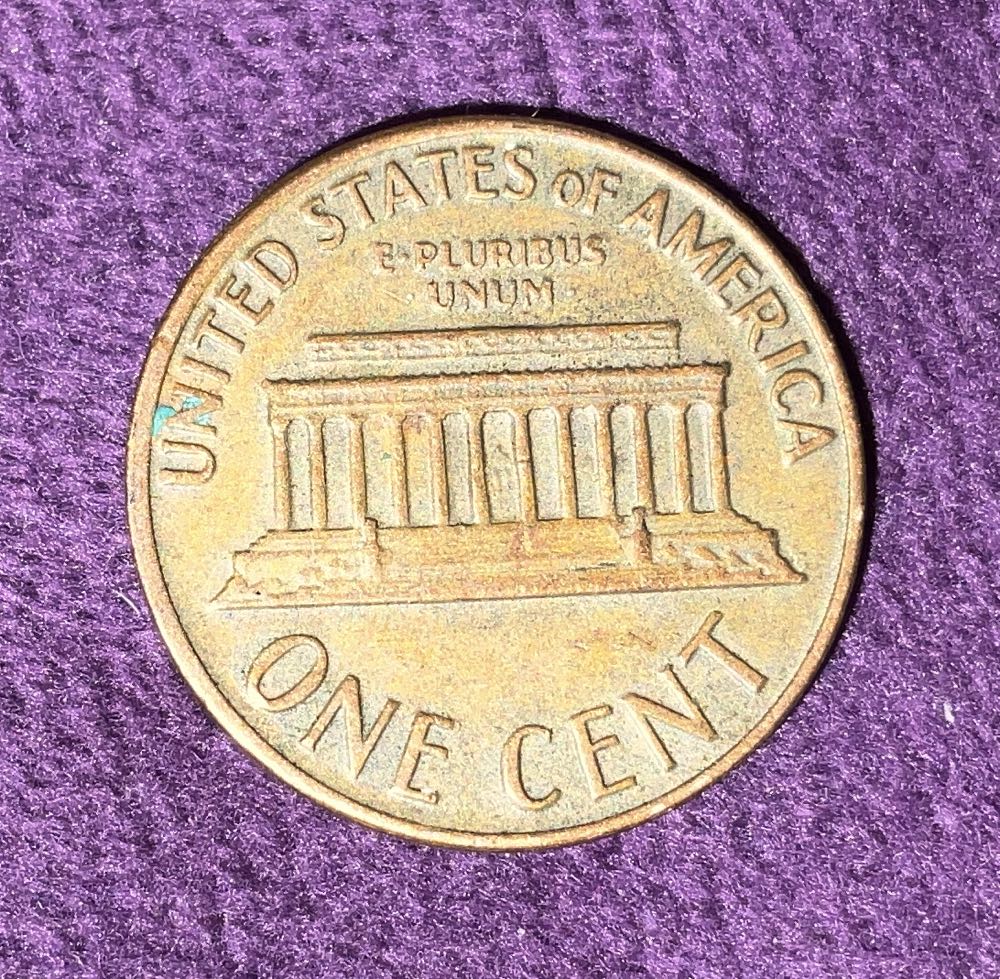 UNITED STATES OF AMERICA
E·PLURIBUS
UNUM
ONE CENT